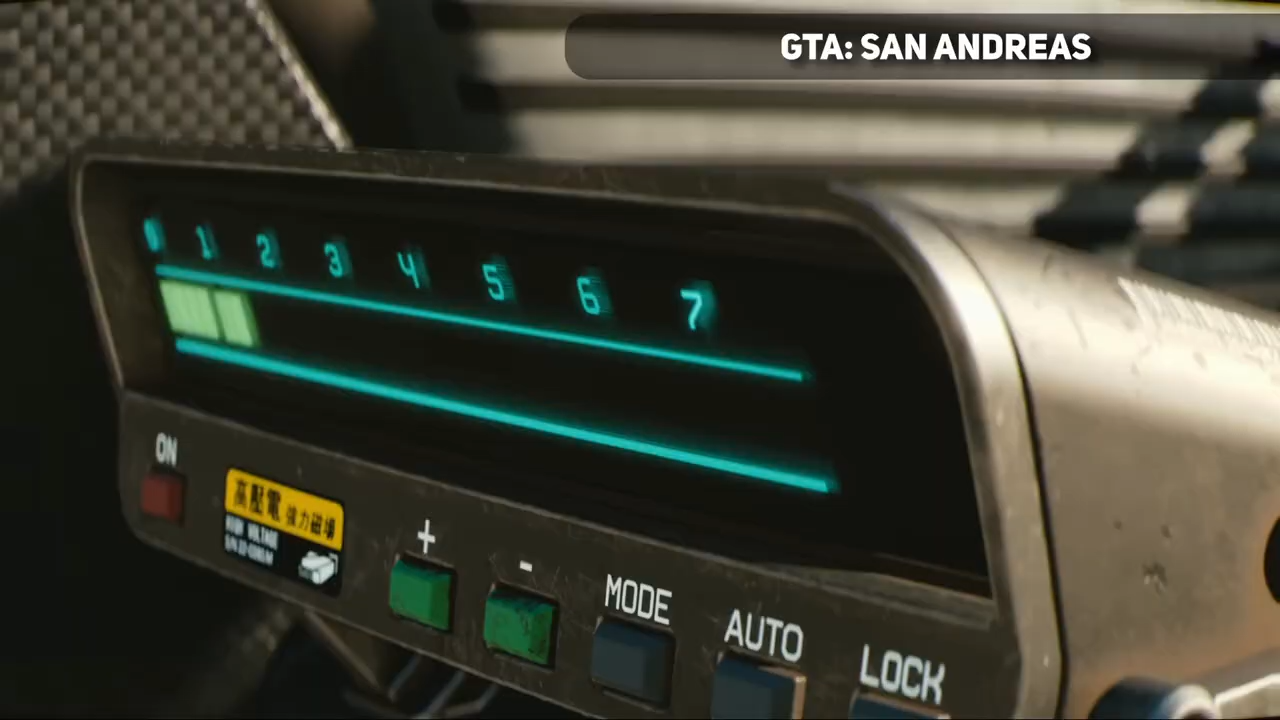 GTA: SAN ANDREAS
0 1 2 3 4 5 6 7
ON
高壓電 強力磁場
HIGH VOLTAGE
+
-
MODE
AUTO
LOCK